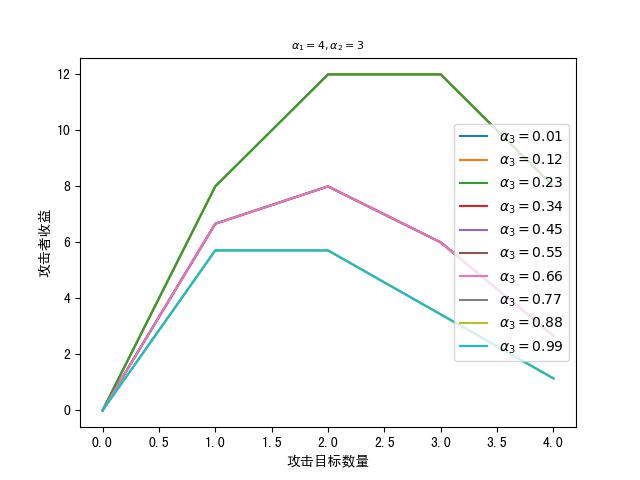 α₁ = 4, α₂ = 3
攻击者收益
12
10
8
6
4
2
0
α₃ = 0.01
α₃ = 0.12
α₃ = 0.23
α₃ = 0.34
α₃ = 0.45
α₃ = 0.55
α₃ = 0.66
α₃ = 0.77
α₃ = 0.88
α₃ = 0.99
0.0 0.5 1.0 1.5 2.0 2.5 3.0 3.5 4.0
攻击目标数量